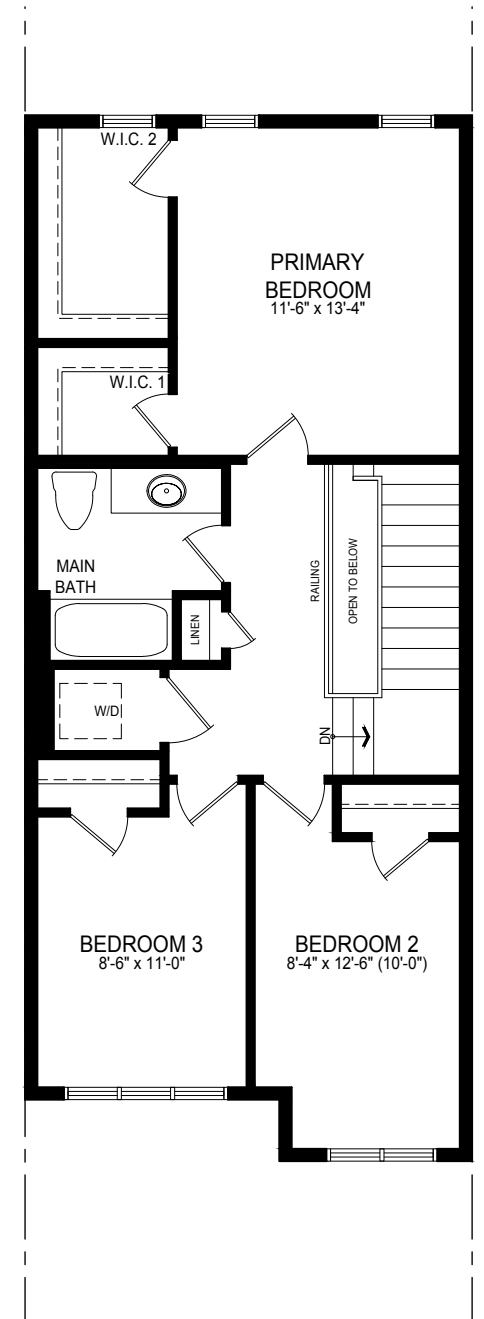 W.I.C. 2
PRIMARY
BEDROOM
11'-6" x 13'-4"
W.I.C. 1
MAIN
BATH
LINEN
RAILING
OPEN TO BELOW
W/D
DN
BEDROOM 3
8'-6" x 11'-0"
BEDROOM 2
8'-4" x 12'-6" (10'-0")